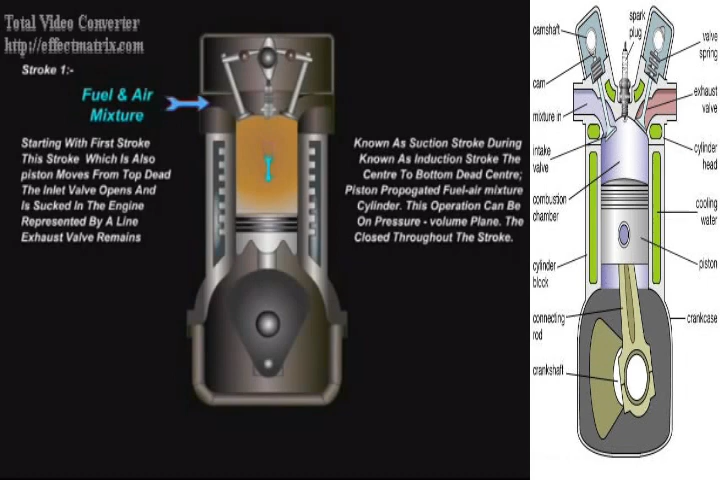 Total Video Converter
http://effectmatrix.com
Stroke 1:-
Fuel & Air
Mixture
Starting With First Stroke
This Stroke Which Is Also
piston Moves From Top Dead
The Inlet Valve Opens And
Is Sucked In The Engine
Represented By A Line
Exhaust Valve Remains
Known As Suction Stroke During
Known As Induction Stroke The
Centre To Bottom Dead Centre;
Piston Propogated Fuel-air mixture
Cylinder. This Operation Can Be
On Pressure - volume Plane. The
Closed Throughout The Stroke.
camshaft
spark
plug
valve
spring
cam
mixture in
exhaust
valve
intake
valve
cylinder
head
combustion
chamber
cooling
water
cylinder
block
piston
connecting
rod
crankcase
crankshaft